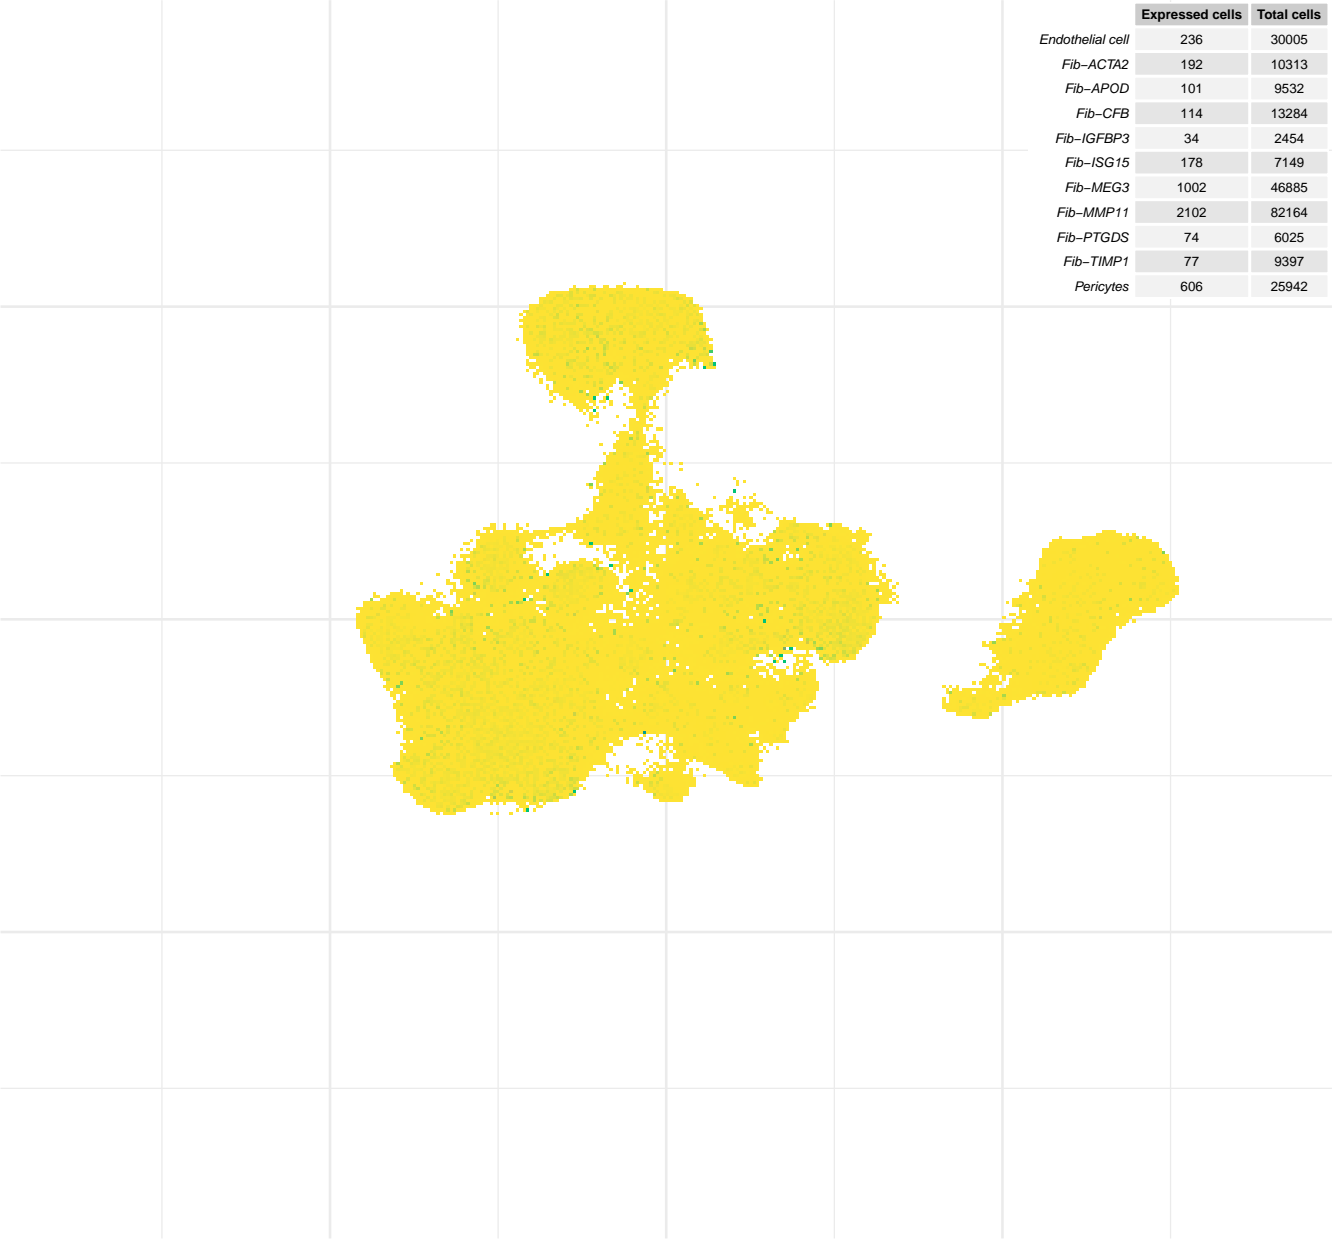 Expressed cells Total cells
Endothelial cell 236 30005
Fib−ACTA2 192 10313
Fib−APOD 101 9532
Fib−CFB 114 13284
Fib−IGFBP3 34 2454
Fib−ISG15 178 7149
Fib−MEG3 1002 46885
Fib−MMP11 2102 82164
Fib−PTGDS 74 6025
Fib−TIMP1 77 9397
Pericytes 606 25942